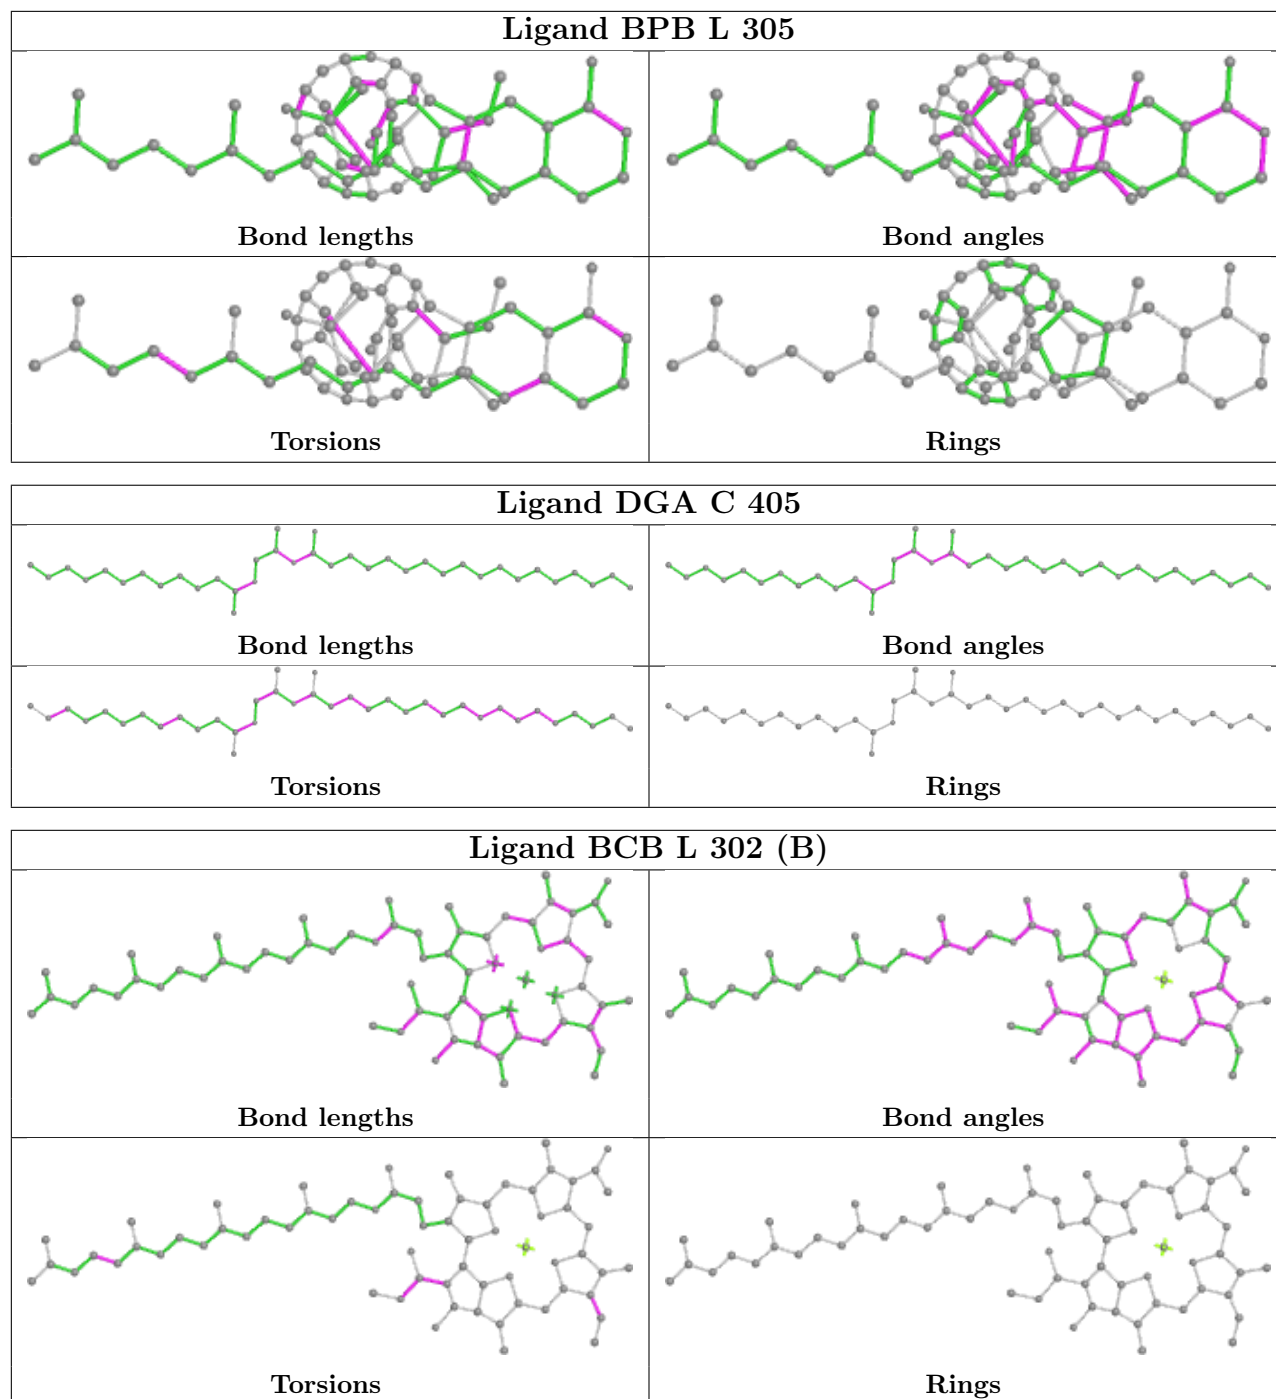 Ligand BPB L 305
Bond lengths
Bond angles
Torsions
Rings
Ligand DGA C 405
Bond lengths
Bond angles
Torsions
Rings
Ligand BCB L 302 (B)
Bond lengths
Bond angles
Torsions
Rings